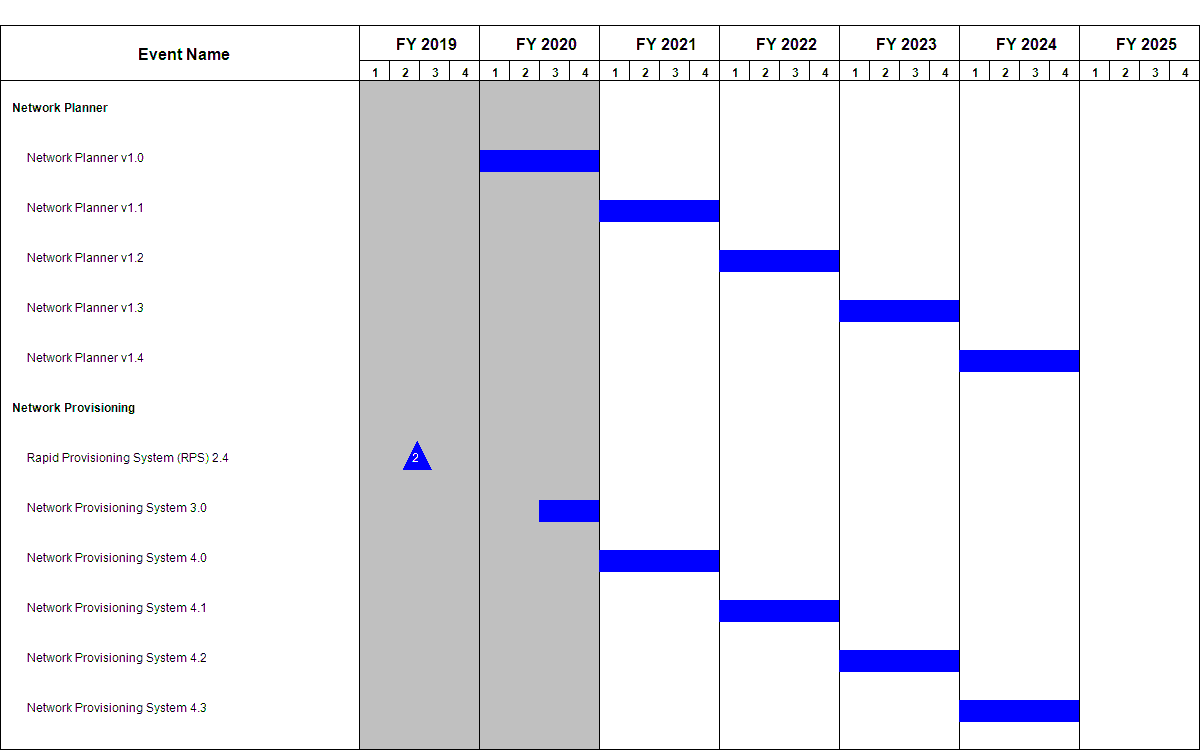 Event Name FY 2019 FY 2020 FY 2021 FY 2022 FY 2023 FY 2024 FY 2025
1 2 3 4 1 2 3 4 1 2 3 4 1 2 3 4 1 2 3 4 1 2 3 4 1 2 3 4
Network Planner
Network Planner v1.0
Network Planner v1.1
Network Planner v1.2
Network Planner v1.3
Network Planner v1.4
Network Provisioning
Rapid Provisioning System (RPS) 2.4 2
Network Provisioning System 3.0
Network Provisioning System 4.0
Network Provisioning System 4.1
Network Provisioning System 4.2
Network Provisioning System 4.3